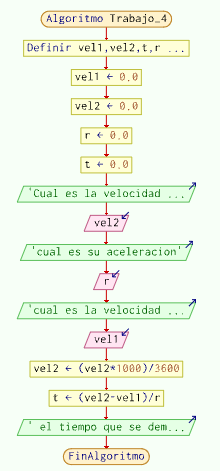 Algoritmo Trabajo_4
Definir vel1,vel2,t,r ...
vel1 ← 0.0
vel2 ← 0.0
r ← 0.0
t ← 0.0
'Cual es la velocidad ...
vel2
'cual es su aceleracion'
r
'cual es la velocidad ...
vel1
vel2 ← (vel2*1000)/3600
t ← (vel2-vel1)/r
' el tiempo que se dem...
FinAlgoritmo